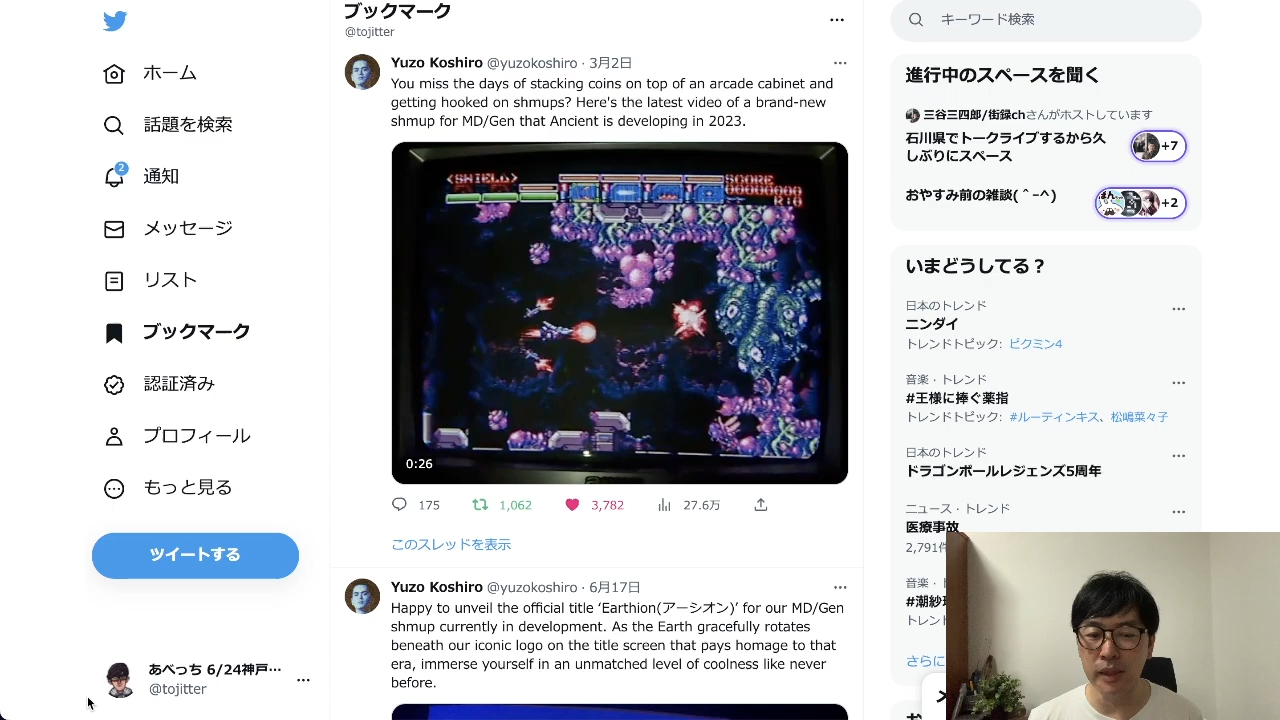 ホーム
話題を検索
2
通知
メッセージ
リスト
ブックマーク
認証済み
プロフィール
もっと見る
ツイートする
あべっち 6/24神戸…
@tojitter
ブックマーク
@tojitter
Yuzo Koshiro @yuzokoshiro · 3月2日
You miss the days of stacking coins on top of an arcade cabinet and
getting hooked on shmups? Here's the latest video of a brand-new
shmup for MD/Gen that Ancient is developing in 2023.
<SHIELD>
SCORE
00000000
0:26
175
1,062
3,782
27.6万
このスレッドを表示
Yuzo Koshiro @yuzokoshiro · 6月17日
Happy to unveil the official title ‘Earthion(アーシオン)’ for our MD/Gen
shmup currently in development. As the Earth gracefully rotates
beneath our iconic logo on the title screen that pays homage to that
era, immerse yourself in an unmatched level of coolness like never
before.
キーワード検索
進行中のスペースを聞く
三谷三四郎/街録chさんがホストしています
石川県でトークライブするから久
しぶりにスペース
+7
おやすみ前の雑談(＾-^)
+2
いまどうしてる？
日本のトレンド
ニンダイ
トレンドトピック: ピクミン4
音楽・トレンド
#王様に捧ぐ薬指
トレンドトピック: #ルーティンキス、松嶋菜々子
日本のトレンド
ドラゴンボールレジェンズ5周年
ニュース・トレンド
医療事故
2,791件
音楽・
#潮紗
トレン
さらに